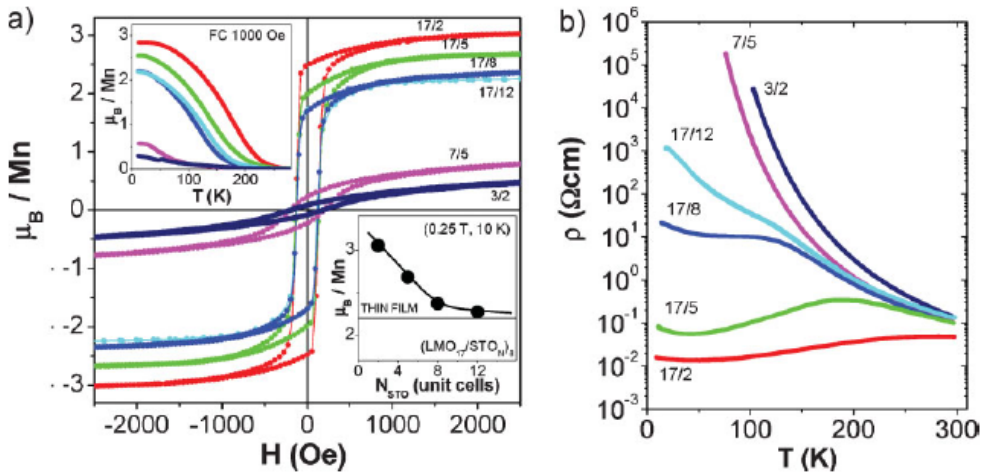 a)
3
2
1
0
- -1
-2
-3
μB / Mn
-2000 -1000 0 1000 2000
H (Oe)
17/2
17/5
17/8
17/12
7/5
3/2
FC 1000 Oe
3
2
1
0
μB / Mn
0 100 200
T (K)
(0.25 T, 10 K)
3
2
μB / Mn
THIN FILM
(LMO17/STON)8
0 4 8 12
NSTO (unit cells)
b)
10^6
10^5
10^4
10^3
10^2
10^1
10^0
10^-1
10^-2
10^-3
ρ (Ωcm)
7/5
3/2
17/12
17/8
17/5
17/2
0 100 200 300
T (K)